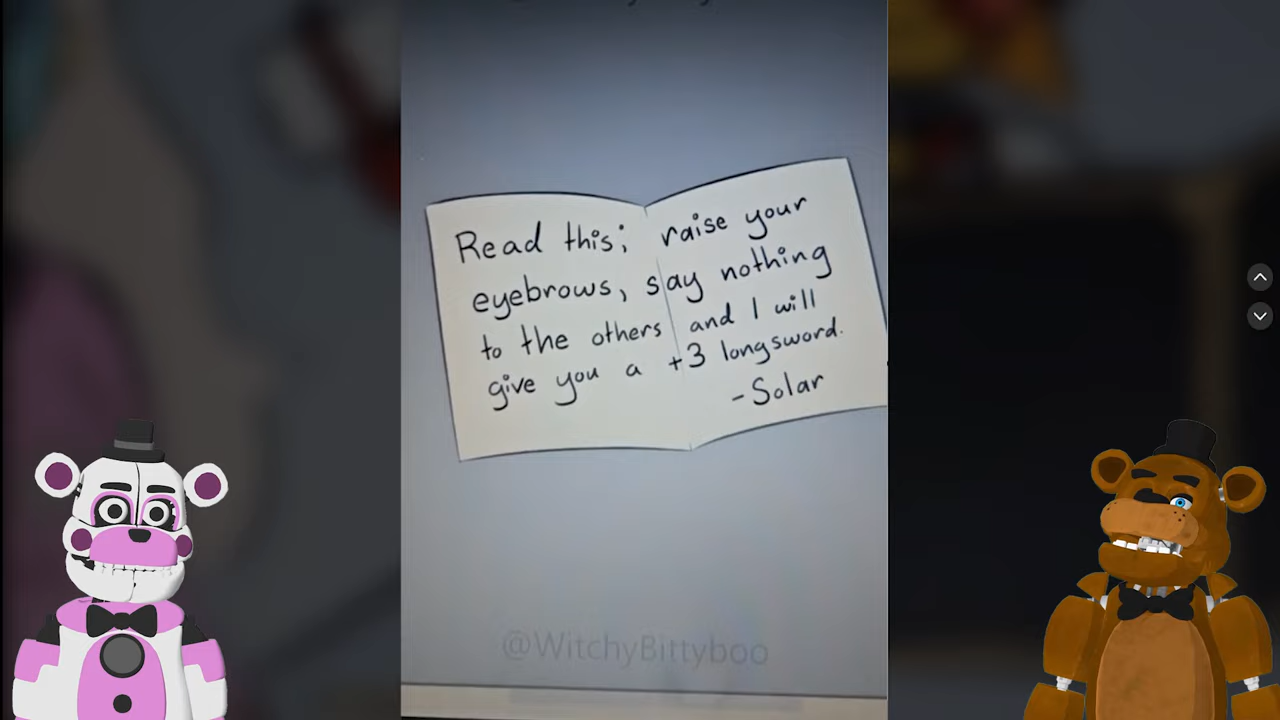 Read this; raise your
eyebrows, say nothing
to the others and I will
give you a +3 longsword.
-Solar
@WitchyBittyboo